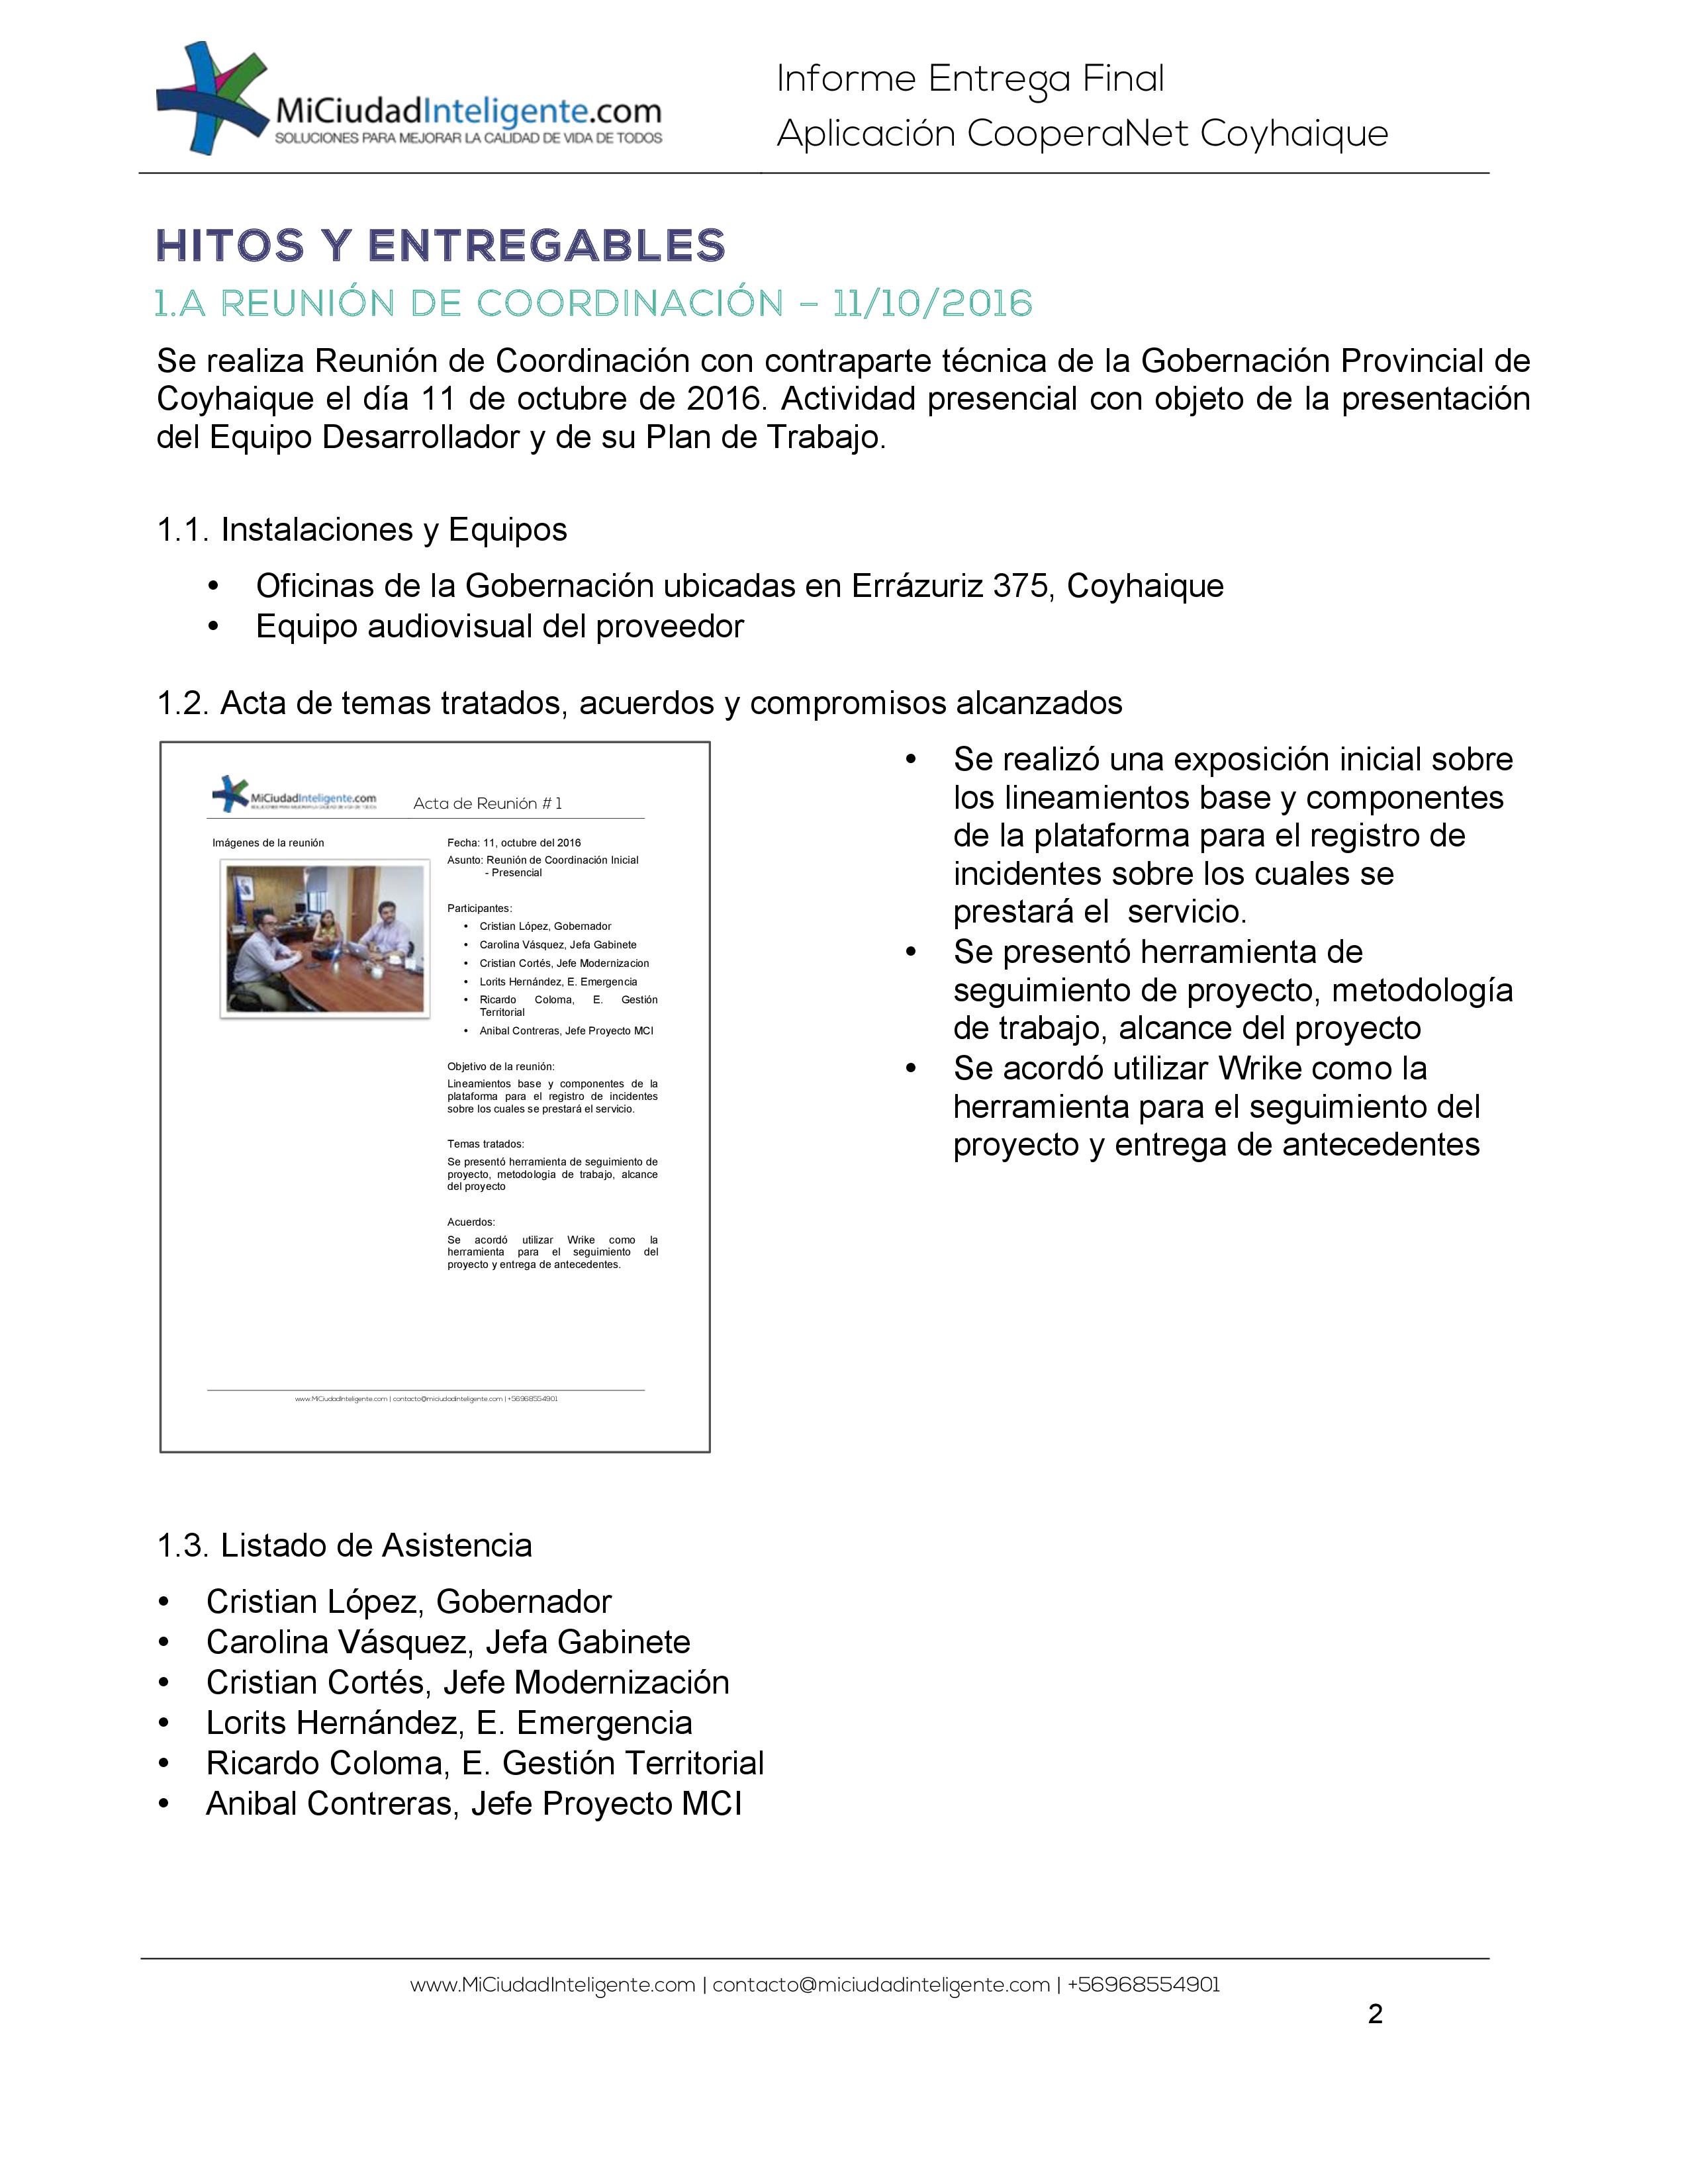 MiCiudadInteligente.com
SOLUCIONES PARA MEJORAR LA CALIDAD DE VIDA DE TODOS
Informe Entrega Final
Aplicación CooperaNet Coyhaique
HITOS Y ENTREGABLES
1.A REUNIÓN DE COORDINACIÓN – 11/10/2016
Se realiza Reunión de Coordinación con contraparte técnica de la Gobernación Provincial de
Coyhaique el día 11 de octubre de 2016. Actividad presencial con objeto de la presentación
del Equipo Desarrollador y de su Plan de Trabajo.
1.1. Instalaciones y Equipos
• Oficinas de la Gobernación ubicadas en Errázuriz 375, Coyhaique
• Equipo audiovisual del proveedor
1.2. Acta de temas tratados, acuerdos y compromisos alcanzados
MiCiudadInteligente.com
SOLUCIONES PARA MEJORAR LA CALIDAD DE VIDA DE TODOS
Acta de Reunión # 1
Imágenes de la reunión
Fecha: 11, octubre del 2016
Asunto: Reunión de Coordinación Inicial
- Presencial
Participantes:
• Cristian López, Gobernador
• Carolina Vásquez, Jefa Gabinete
• Cristian Cortés, Jefe Modernizacion
• Lorits Hernández, E. Emergencia
• Ricardo Coloma, E. Gestión
Territorial
• Anibal Contreras, Jefe Proyecto MCI
Objetivo de la reunión:
Lineamientos base y componentes de la
plataforma para el registro de incidentes
sobre los cuales se prestará el servicio.
Temas tratados:
Se presentó herramienta de seguimiento de
proyecto, metodologia de trabajo, alcance
del proyecto
Acuerdos:
Se acordó utilizar Wrike como la
herramienta para el seguimiento del
proyecto y entrega de antecedentes.
www.MiCiudadInteligente.com | contacto@miciudadinteligente.com | +56968554901
• Se realizó una exposición inicial sobre
los lineamientos base y componentes
de la plataforma para el registro de
incidentes sobre los cuales se
prestará el  servicio.
• Se presentó herramienta de
seguimiento de proyecto, metodología
de trabajo, alcance del proyecto
• Se acordó utilizar Wrike como la
herramienta para el seguimiento del
proyecto y entrega de antecedentes
1.3. Listado de Asistencia
• Cristian López, Gobernador
• Carolina Vásquez, Jefa Gabinete
• Cristian Cortés, Jefe Modernización
• Lorits Hernández, E. Emergencia
• Ricardo Coloma, E. Gestión Territorial
• Anibal Contreras, Jefe Proyecto MCI
www.MiCiudadInteligente.com | contacto@miciudadinteligente.com | +56968554901
2